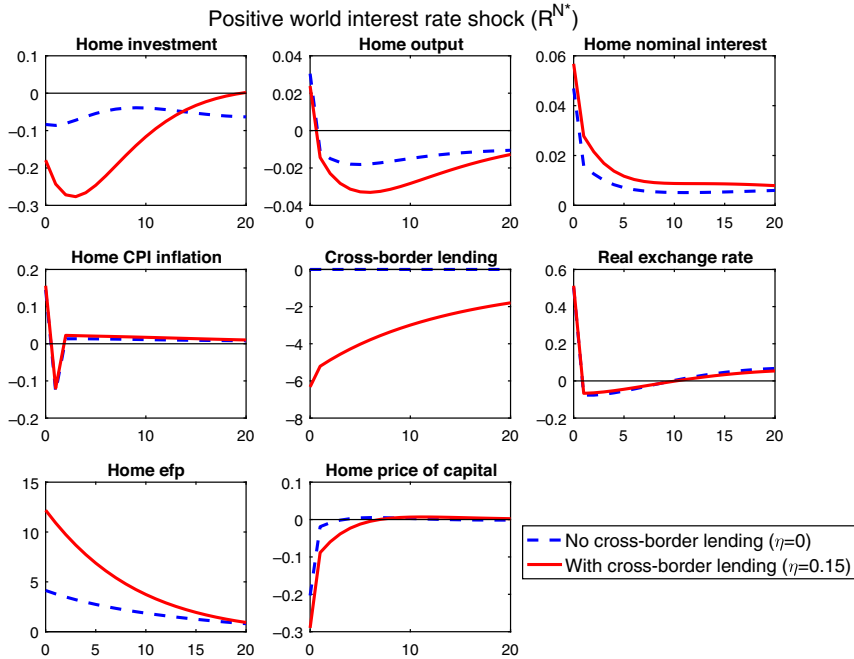 Positive world interest rate shock (R^N*)
Home investment
Home output
Home nominal interest
0.1
0
−0.1
−0.2
−0.3
0 10 20
0.04
0.02
0
−0.02
−0.04
0 10 20
0.06
0.04
0.02
0
0 5 10 15 20
Home CPI inflation
Cross-border lending
Real exchange rate
0.2
0.1
0
−0.1
−0.2
0 10 20
0
−2
−4
−6
−8
0 10 20
0.6
0.4
0.2
0
0.2
0 5 10 15 20
Home efp
Home price of capital
15
10
5
0
0 5 10 15 20
0.1
0
−0.1
−0.2
−0.3
0 10 20
No cross-border lending (η=0)
With cross-border lending (η=0.15)